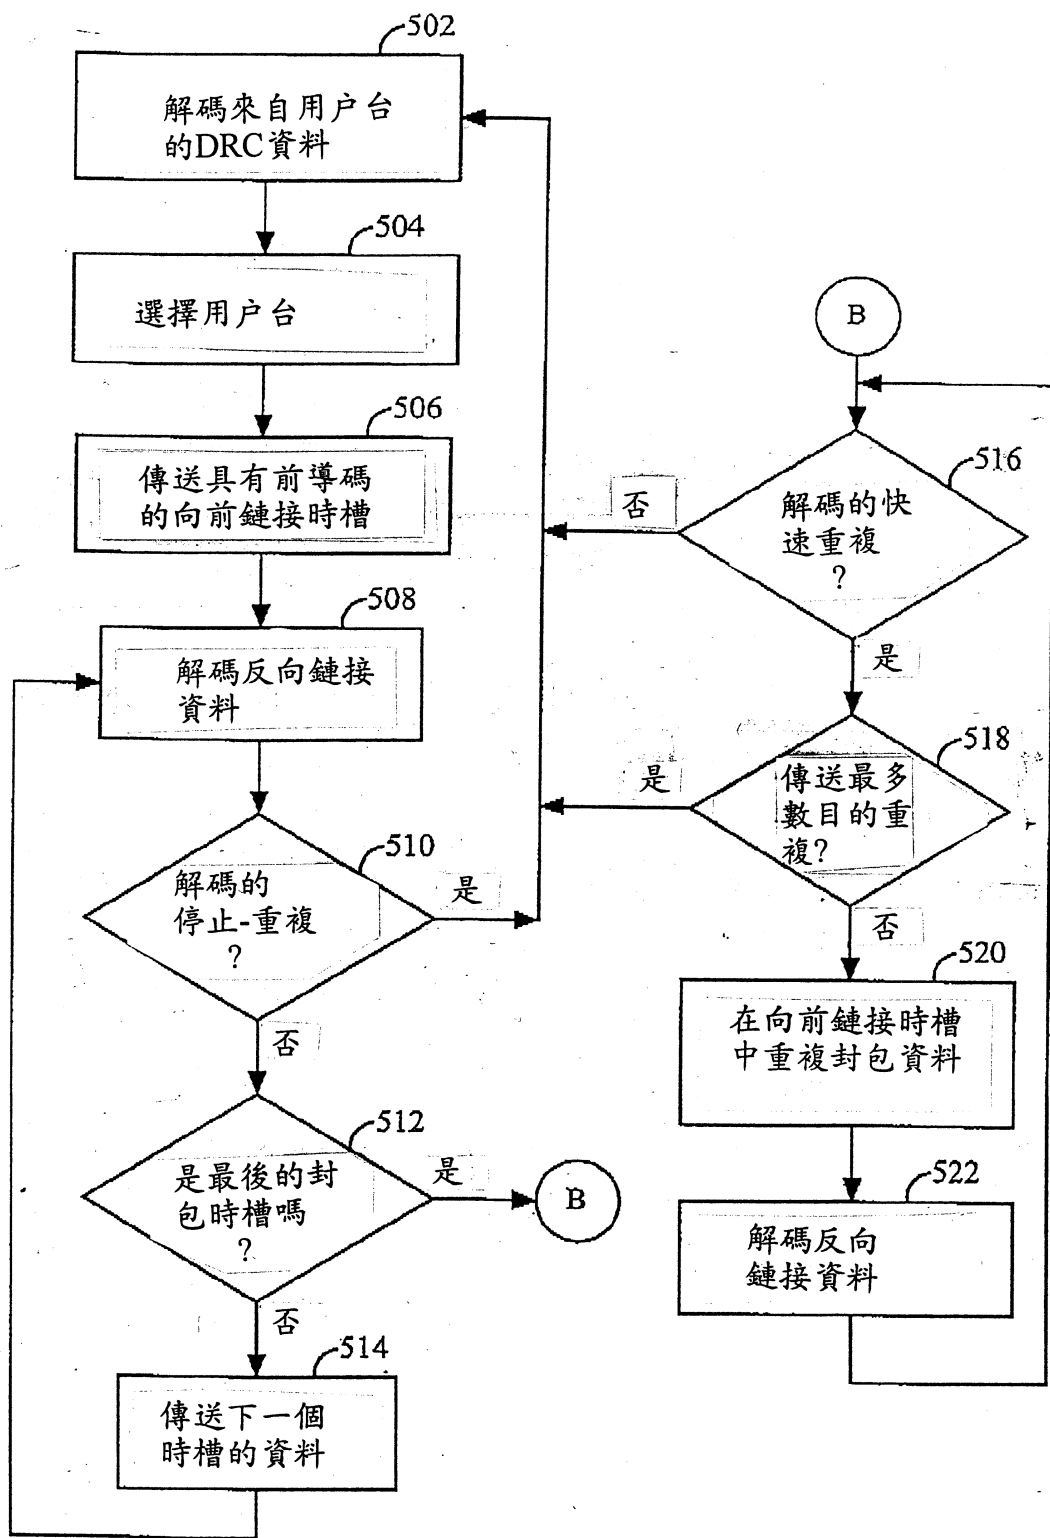 502
解碼來自用户台
的DRC資料
504
選擇用户台
506
傳送具有前導碼
的向前鏈接時槽
508
解碼反向鏈接
資料
510
解碼的
停止-重複
?
是
否
512
是最後的封
包時槽嗎
?
是
B
否
514
傳送下一個
時槽的資料
B
516
解碼的快
速重複
?
否
是
518
傳送最多
數目的重
複?
是
否
520
在向前鏈接時槽
中重複封包資料
522
解碼反向
鏈接資料